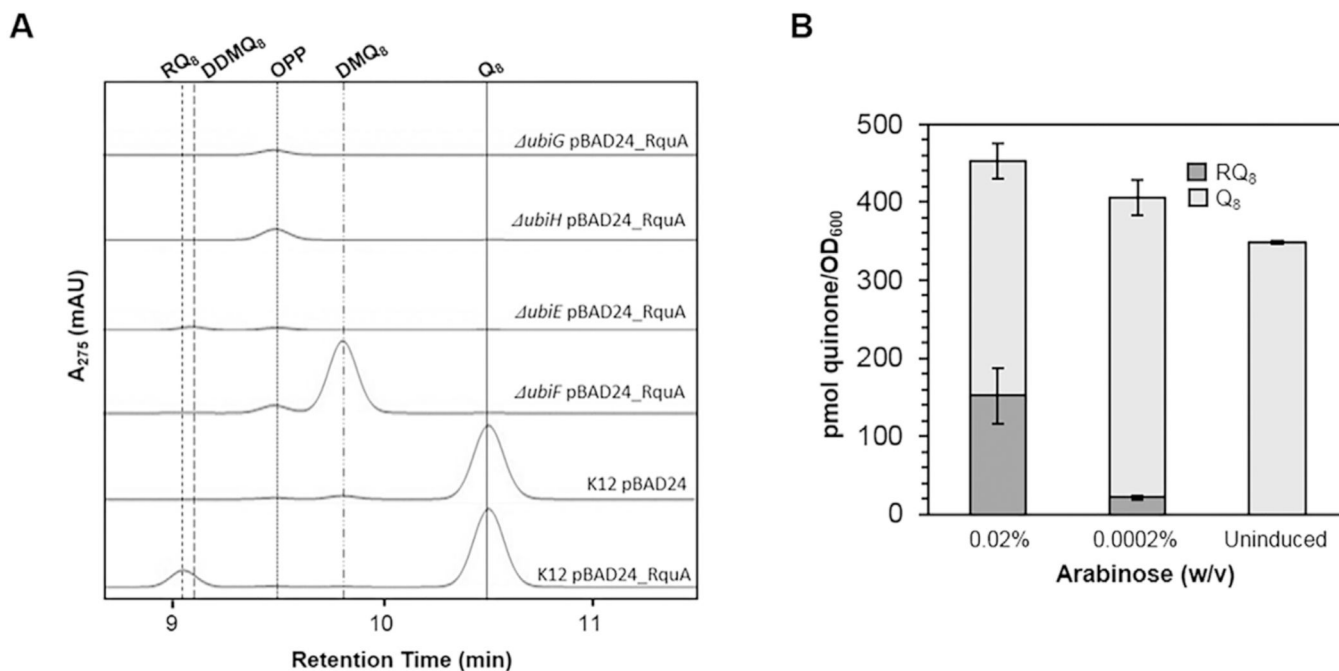 A
RQ₈ DDMQ₈ OPP DMQ₈ Q₈
ΔubiG pBAD24_RquA
ΔubiH pBAD24_RquA
ΔubiE pBAD24_RquA
ΔubiF pBAD24_RquA
K12 pBAD24
K12 pBAD24_RquA
A₂₇₅ (mAU)
9 10 11
Retention Time (min)
B
500
400
300
200
100
0
pmol quinone/OD₆₀₀
RQ₈
Q₈
0.02% 0.0002% Uninduced
Arabinose (w/v)